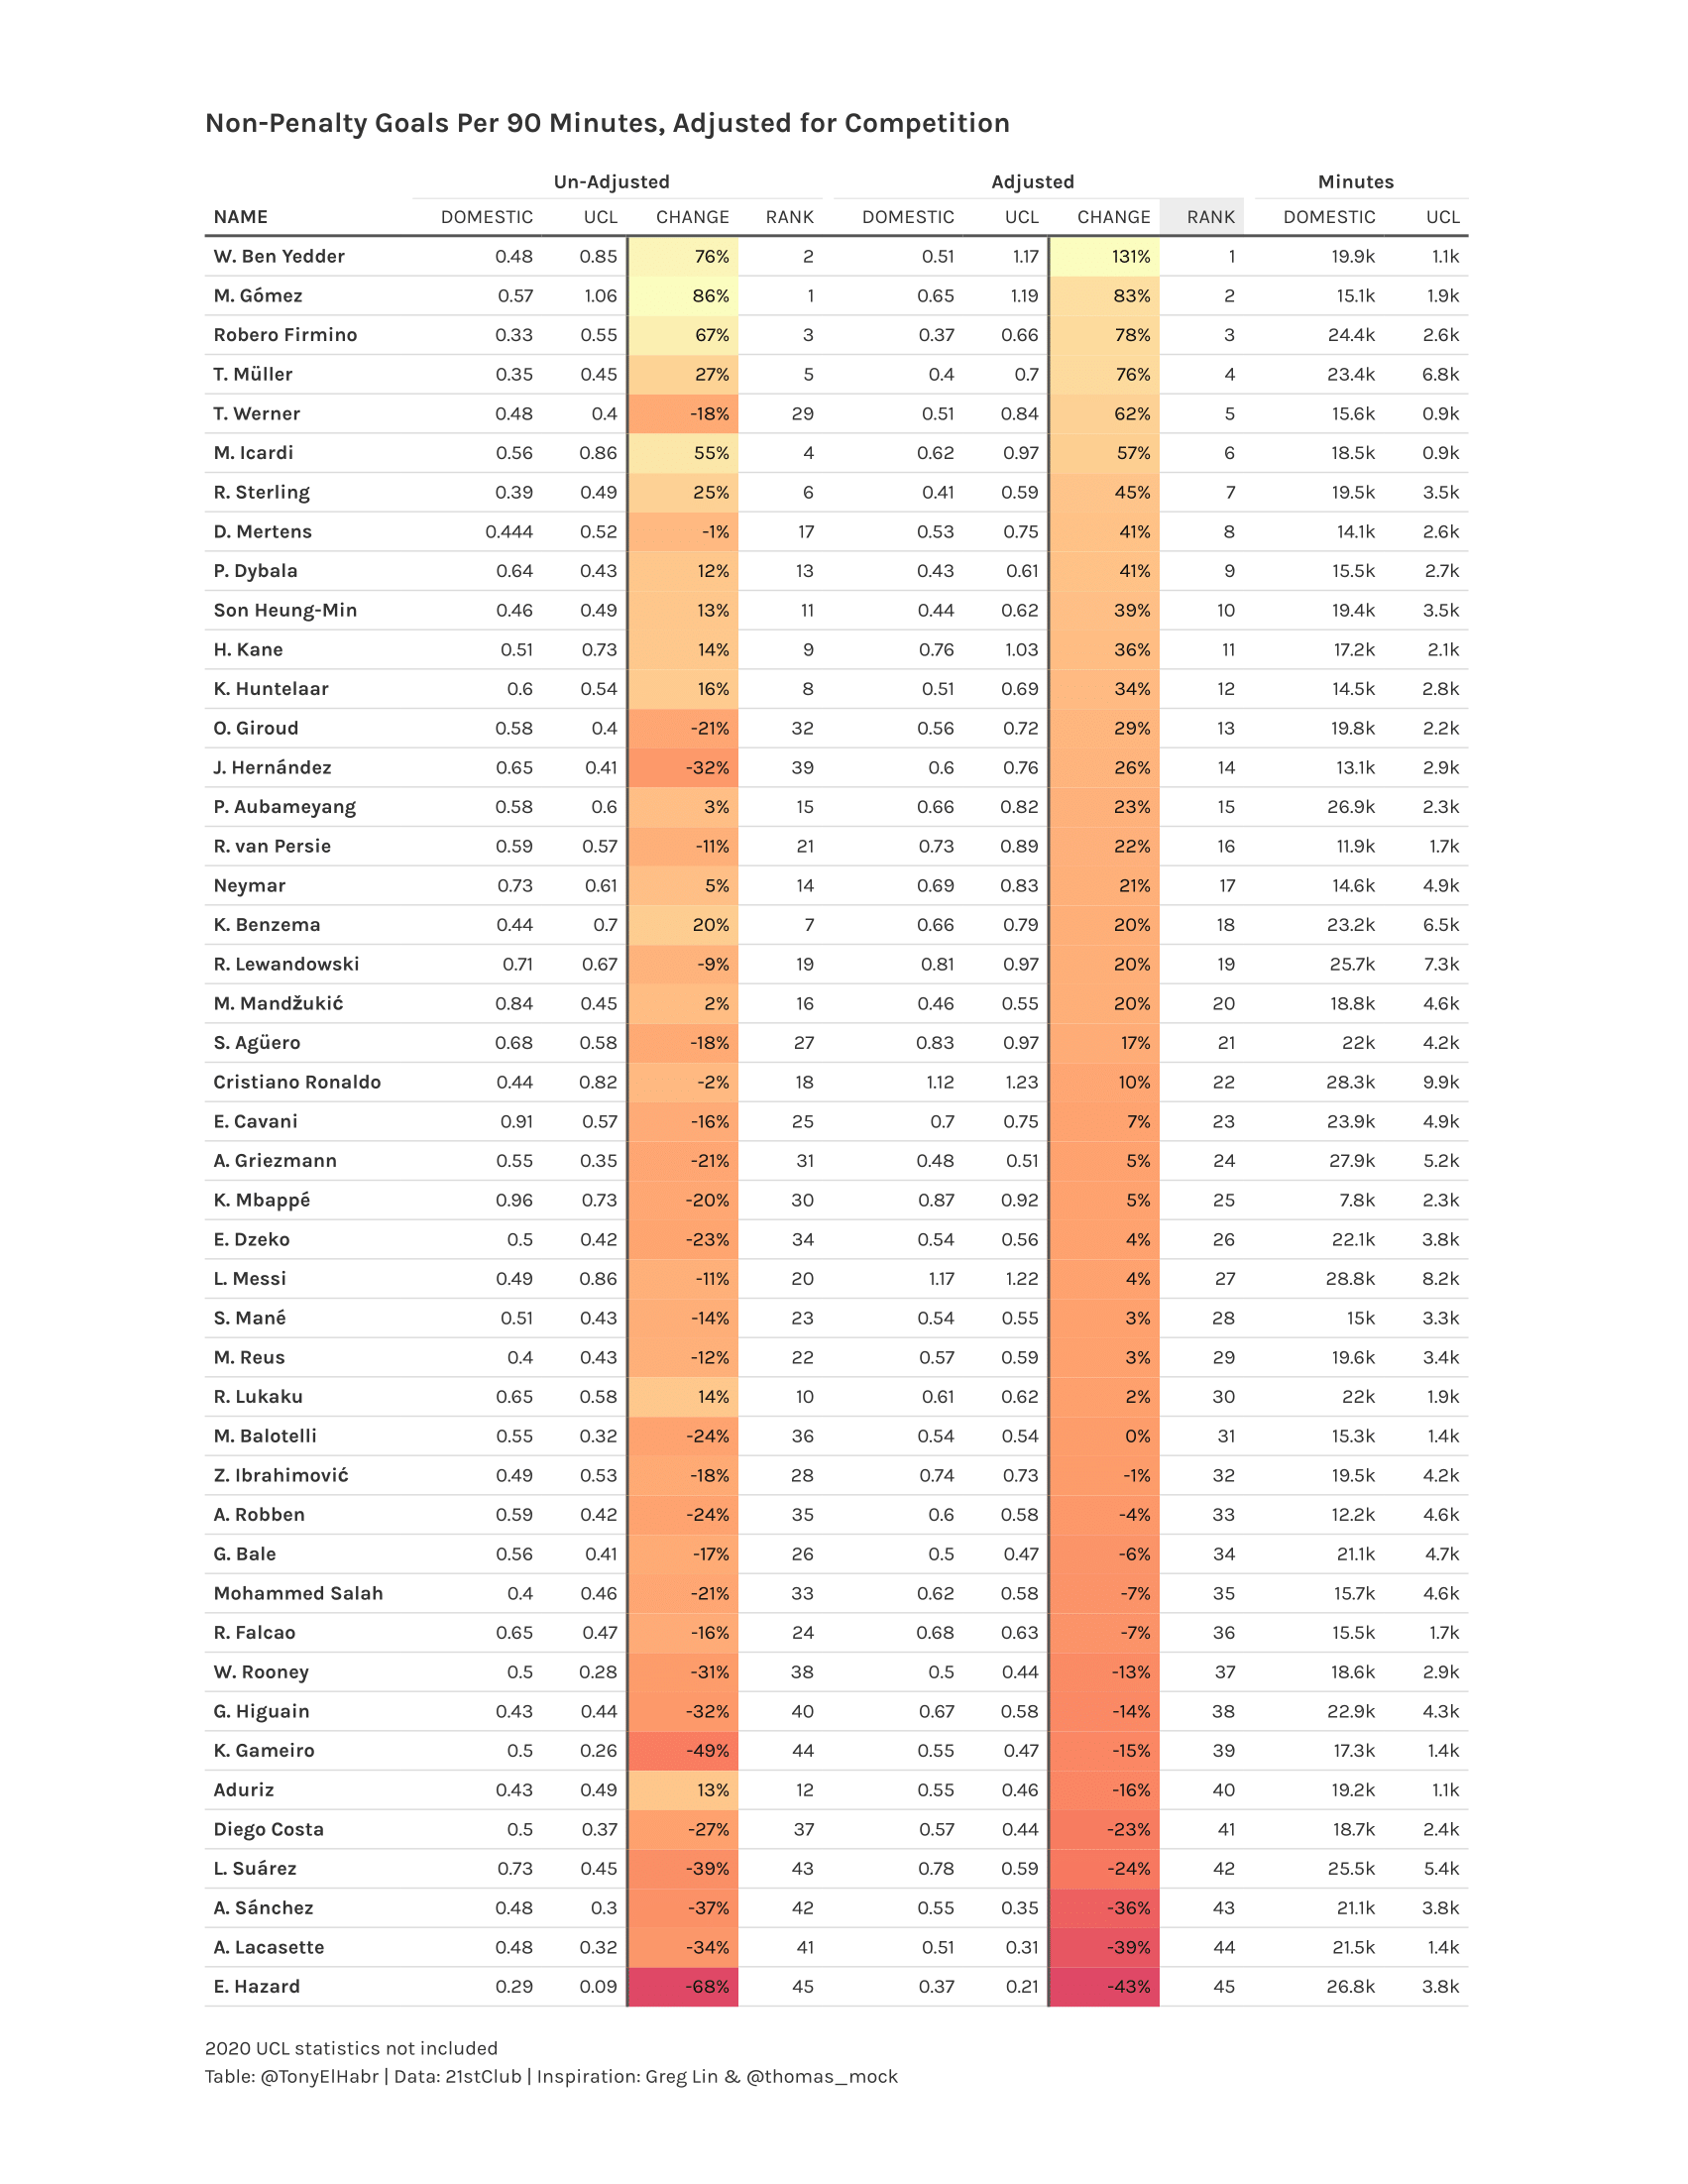 Non-Penalty Goals Per 90 Minutes, Adjusted for Competition
Un-Adjusted Adjusted Minutes
NAME DOMESTIC UCL CHANGE RANK DOMESTIC UCL CHANGE RANK DOMESTIC UCL
W. Ben Yedder 0.48 0.85 76% 2 0.51 1.17 131% 1 19.9k 1.1k
M. Gómez 0.57 1.06 86% 1 0.65 1.19 83% 2 15.1k 1.9k
Robero Firmino 0.33 0.55 67% 3 0.37 0.66 78% 3 24.4k 2.6k
T. Müller 0.35 0.45 27% 5 0.4 0.7 76% 4 23.4k 6.8k
T. Werner 0.48 0.4 -18% 29 0.51 0.84 62% 5 15.6k 0.9k
M. Icardi 0.56 0.86 55% 4 0.62 0.97 57% 6 18.5k 0.9k
R. Sterling 0.39 0.49 25% 6 0.41 0.59 45% 7 19.5k 3.5k
D. Mertens 0.444 0.52 -1% 17 0.53 0.75 41% 8 14.1k 2.6k
P. Dybala 0.64 0.43 12% 13 0.43 0.61 41% 9 15.5k 2.7k
Son Heung-Min 0.46 0.49 13% 11 0.44 0.62 39% 10 19.4k 3.5k
H. Kane 0.51 0.73 14% 9 0.76 1.03 36% 11 17.2k 2.1k
K. Huntelaar 0.6 0.54 16% 8 0.51 0.69 34% 12 14.5k 2.8k
O. Giroud 0.58 0.4 -21% 32 0.56 0.72 29% 13 19.8k 2.2k
J. Hernández 0.65 0.41 -32% 39 0.6 0.76 26% 14 13.1k 2.9k
P. Aubameyang 0.58 0.6 3% 15 0.66 0.82 23% 15 26.9k 2.3k
R. van Persie 0.59 0.57 -11% 21 0.73 0.89 22% 16 11.9k 1.7k
Neymar 0.73 0.61 5% 14 0.69 0.83 21% 17 14.6k 4.9k
K. Benzema 0.44 0.7 20% 7 0.66 0.79 20% 18 23.2k 6.5k
R. Lewandowski 0.71 0.67 -9% 19 0.81 0.97 20% 19 25.7k 7.3k
M. Mandžukić 0.84 0.45 2% 16 0.46 0.55 20% 20 18.8k 4.6k
S. Agüero 0.68 0.58 -18% 27 0.83 0.97 17% 21 22k 4.2k
Cristiano Ronaldo 0.44 0.82 -2% 18 1.12 1.23 10% 22 28.3k 9.9k
E. Cavani 0.91 0.57 -16% 25 0.7 0.75 7% 23 23.9k 4.9k
A. Griezmann 0.55 0.35 -21% 31 0.48 0.51 5% 24 27.9k 5.2k
K. Mbappé 0.96 0.73 -20% 30 0.87 0.92 5% 25 7.8k 2.3k
E. Dzeko 0.5 0.42 -23% 34 0.54 0.56 4% 26 22.1k 3.8k
L. Messi 0.49 0.86 -11% 20 1.17 1.22 4% 27 28.8k 8.2k
S. Mané 0.51 0.43 -14% 23 0.54 0.55 3% 28 15k 3.3k
M. Reus 0.4 0.43 -12% 22 0.57 0.59 3% 29 19.6k 3.4k
R. Lukaku 0.65 0.58 14% 10 0.61 0.62 2% 30 22k 1.9k
M. Balotelli 0.55 0.32 -24% 36 0.54 0.54 0% 31 15.3k 1.4k
Z. Ibrahimović 0.49 0.53 -18% 28 0.74 0.73 -1% 32 19.5k 4.2k
A. Robben 0.59 0.42 -24% 35 0.6 0.58 -4% 33 12.2k 4.6k
G. Bale 0.56 0.41 -17% 26 0.5 0.47 -6% 34 21.1k 4.7k
Mohammed Salah 0.4 0.46 -21% 33 0.62 0.58 -7% 35 15.7k 4.6k
R. Falcao 0.65 0.47 -16% 24 0.68 0.63 -7% 36 15.5k 1.7k
W. Rooney 0.5 0.28 -31% 38 0.5 0.44 -13% 37 18.6k 2.9k
G. Higuain 0.43 0.44 -32% 40 0.67 0.58 -14% 38 22.9k 4.3k
K. Gameiro 0.5 0.26 -49% 44 0.55 0.47 -15% 39 17.3k 1.4k
Aduriz 0.43 0.49 13% 12 0.55 0.46 -16% 40 19.2k 1.1k
Diego Costa 0.5 0.37 -27% 37 0.57 0.44 -23% 41 18.7k 2.4k
L. Suárez 0.73 0.45 -39% 43 0.78 0.59 -24% 42 25.5k 5.4k
A. Sánchez 0.48 0.3 -37% 42 0.55 0.35 -36% 43 21.1k 3.8k
A. Lacasette 0.48 0.32 -34% 41 0.51 0.31 -39% 44 21.5k 1.4k
E. Hazard 0.29 0.09 -68% 45 0.37 0.21 -43% 45 26.8k 3.8k
2020 UCL statistics not included
Table: @TonyElHabr | Data: 21stClub | Inspiration: Greg Lin & @thomas_mock